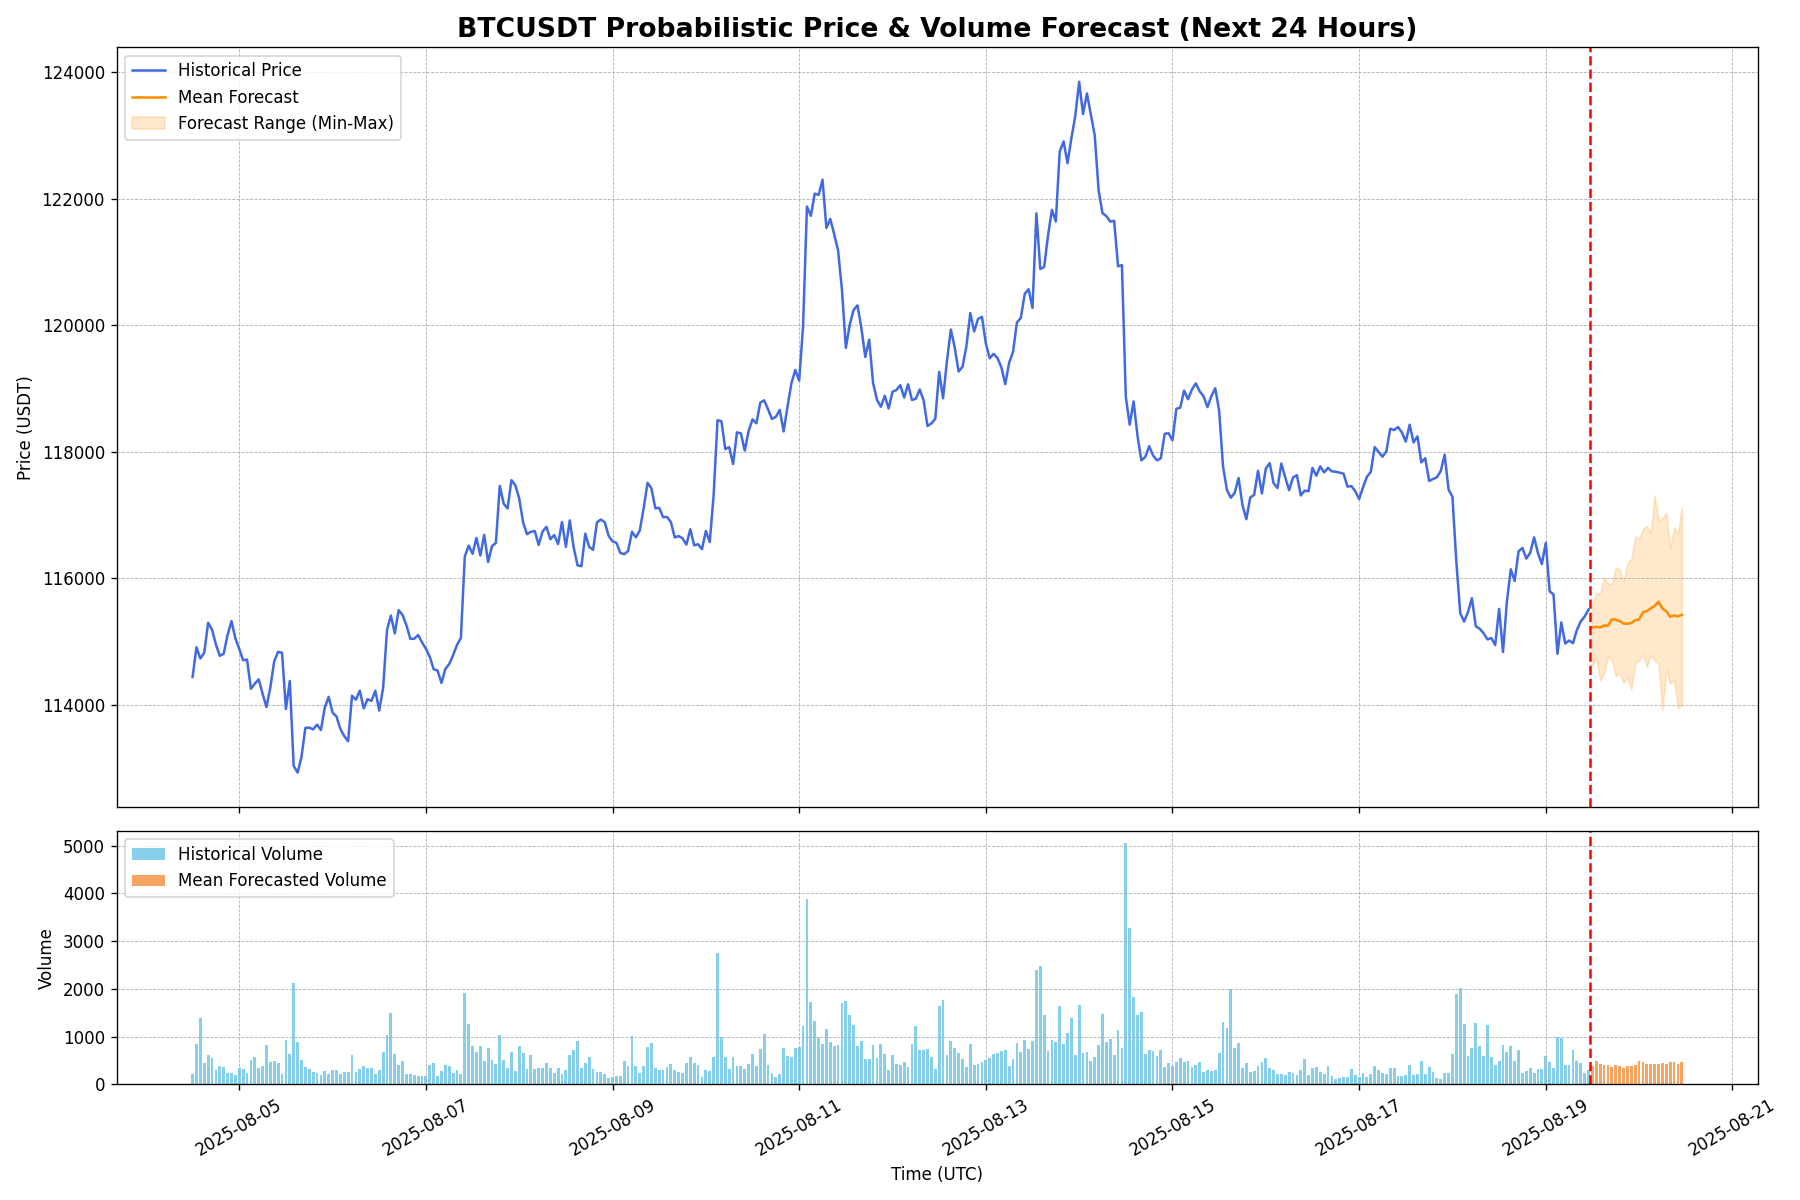 BTCUSDT Probabilistic Price & Volume Forecast (Next 24 Hours)
Historical Price
Mean Forecast
Forecast Range (Min-Max)
124000
122000
120000
118000
116000
114000
Price (USDT)
Historical Volume
Mean Forecasted Volume
5000
4000
3000
2000
1000
0
Volume
2025-08-05
2025-08-07
2025-08-09
2025-08-11
2025-08-13
2025-08-15
2025-08-17
2025-08-19
2025-08-21
Time (UTC)